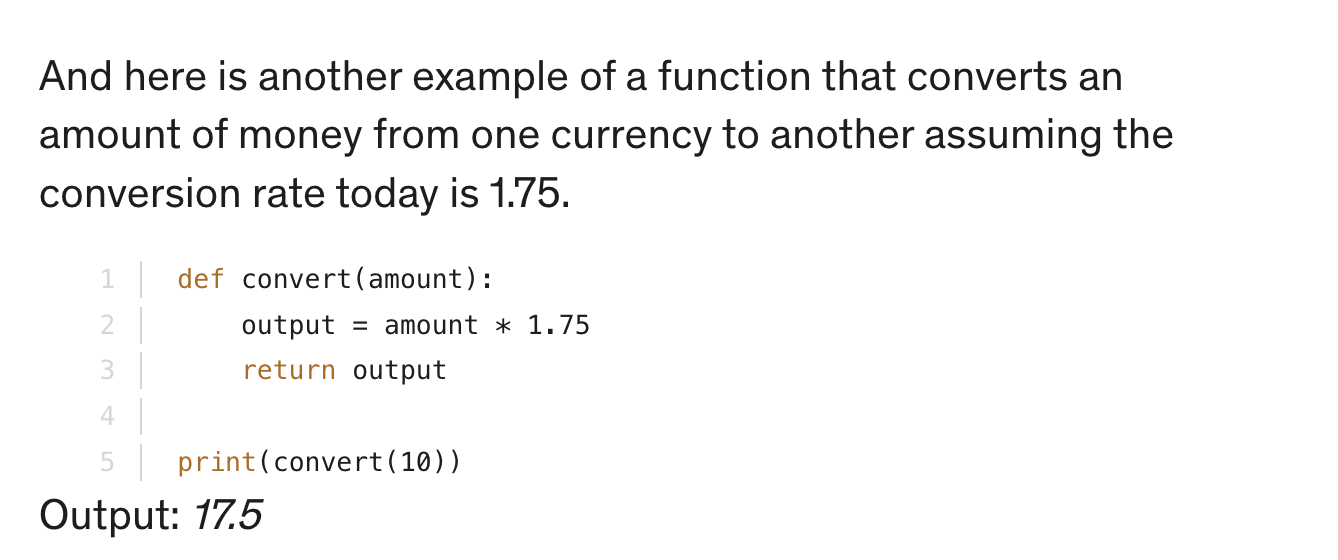 And here is another example of a function that converts an
amount of money from one currency to another assuming the
conversion rate today is 1.75.
1 def convert(amount):
2     output = amount * 1.75
3     return output
4
5 print(convert(10))
Output: 17.5